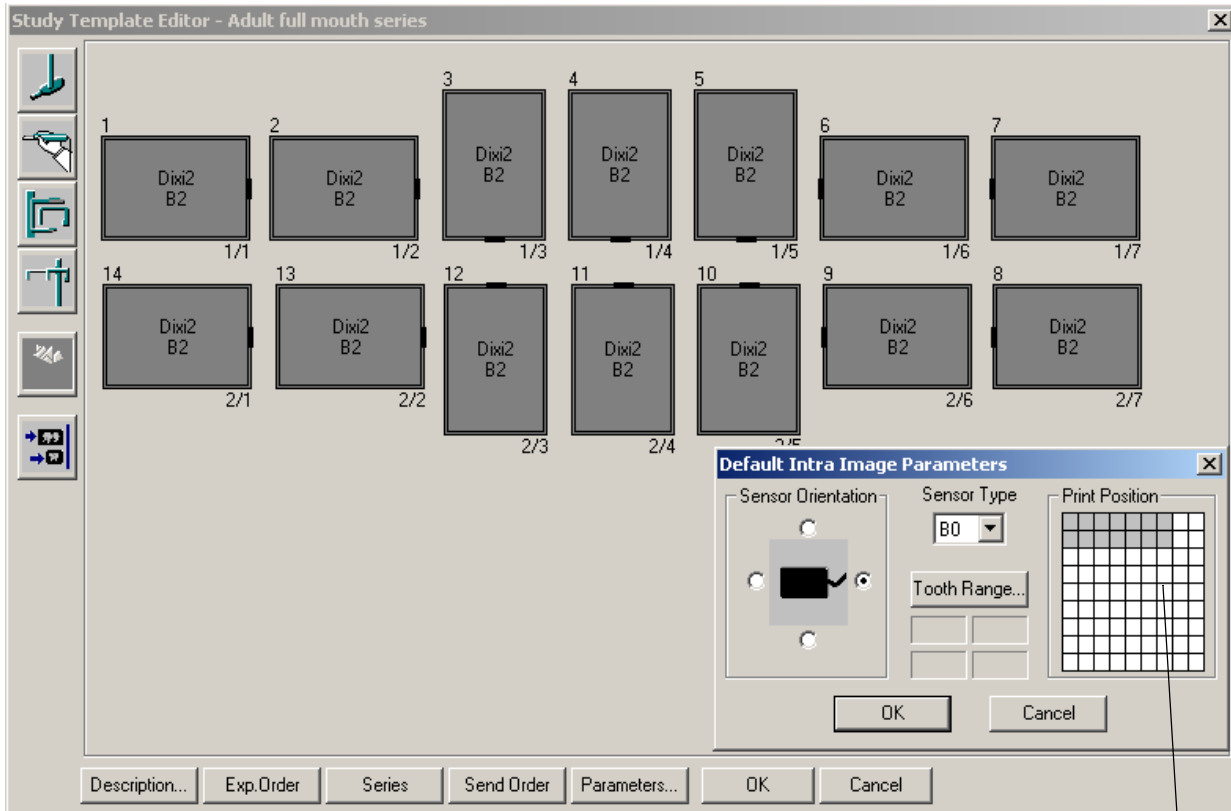 Study Template Editor - Adult full mouth series
3 4 5
1 2 6 7
Dixi2 Dixi2 Dixi2
B2 B2 B2
Dixi2 Dixi2 Dixi2 Dixi2
B2 B2 B2 B2
1/1 1/2 1/3 1/4 1/5 1/6 1/7
14 13 12 11 10 9 8
Dixi2 Dixi2 Dixi2 Dixi2
B2 B2 B2 B2
Dixi2 Dixi2 Dixi2
B2 B2 B2
2/1 2/2 2/6 2/7
2/3 2/4 2/5
Default Intra Image Parameters
Sensor Orientation Sensor Type Print Position
B0
Tooth Range...
OK Cancel
Description... Exp.Order Series Send Order Parameters... OK Cancel